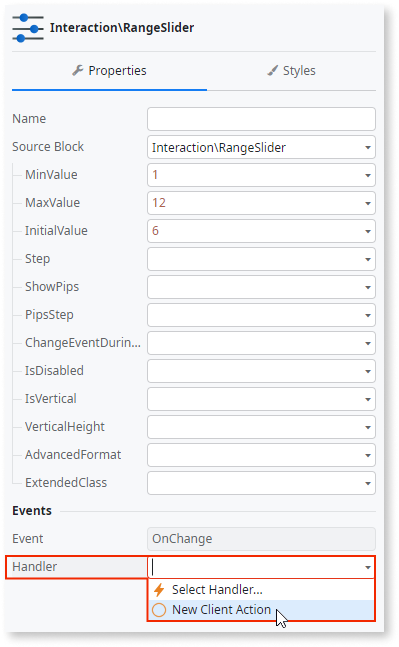 Interaction\RangeSlider
Properties Styles
Name
Source Block Interaction\RangeSlider
MinValue 1
MaxValue 12
InitialValue 6
Step
ShowPips
PipsStep
ChangeEventDurin...
IsDisabled
IsVertical
VerticalHeight
AdvancedFormat
ExtendedClass
Events
Event OnChange
Handler
Select Handler...
New Client Action